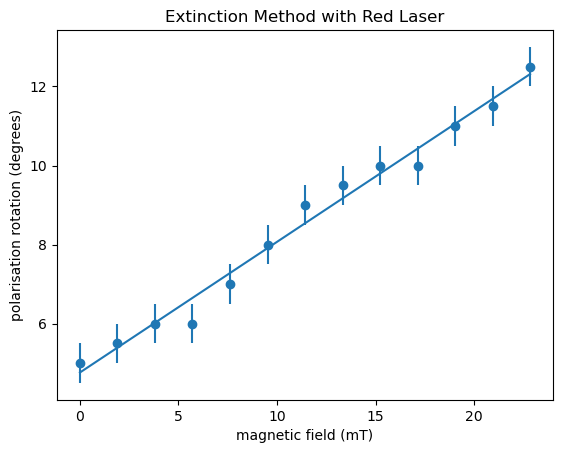 Extinction Method with Red Laser
polarisation rotation (degrees)
12
10
8
6
0 5 10 15 20
magnetic field (mT)